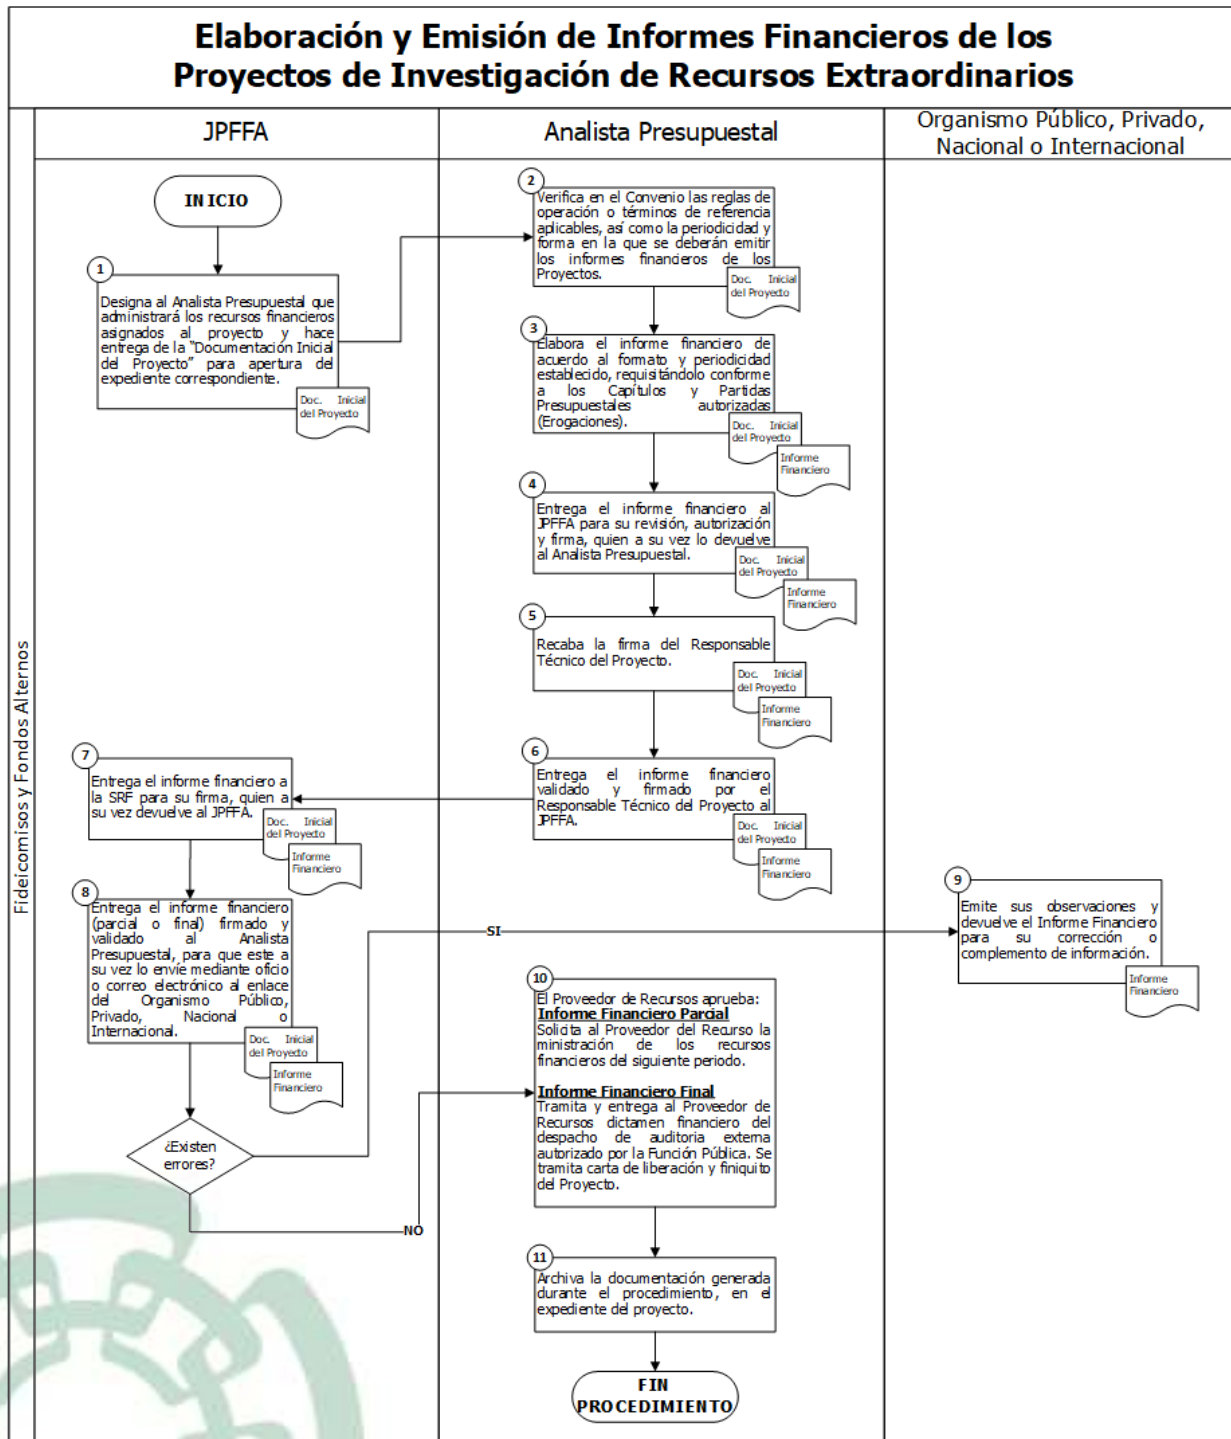 Elaboración y Emisión de Informes Financieros de los
Proyectos de Investigación de Recursos Extraordinarios
Fideicomisos y Fondos Alternos
JPFFA
Analista Presupuestal
Organismo Público, Privado,
Nacional o Internacional
INICIO
1
Designa al Analista Presupuestal que
administrará los recursos financieros
asignados al proyecto y hace
entrega de la "Documentación Inicial
del Proyecto" para apertura del
expediente correspondiente.
Doc. Inicial
del Proyecto
2
Verifica en el Convenio las reglas de
operación o términos de referencia
aplicables, así como la periodicidad y
forma en la que se deberán emitir
los informes financieros de los
Proyectos.
Doc. Inicial
del Proyecto
3
Elabora el informe financiero de
acuerdo al formato y periodicidad
establecido, requisitándolo conforme
a los Capítulos y Partidas
Presupuestales autorizadas
(Erogaciones).
Doc. Inicial
del Proyecto
Informe
Financiero
4
Entrega el informe financiero al
JPFFA para su revisión, autorización
y firma, quien a su vez lo devuelve
al Analista Presupuestal.
Doc. Inicial
del Proyecto
Informe
Financiero
5
Recaba la firma del Responsable
Técnico del Proyecto.
Doc. Inicial
del Proyecto
Informe
Financiero
6
Entrega el informe financiero
validado y firmado por el
Responsable Técnico del Proyecto al
JPFFA.
Doc. Inicial
del Proyecto
Informe
Financiero
7
Entrega el informe financiero a
la SRF para su firma, quien a
su vez devuelve al JPFFA.
Doc. Inicial
del Proyecto
Informe
Financiero
8
Entrega el informe financiero
(parcial o final) firmado y
validado al Analista
Presupuestal, para que este a
su vez lo envíe mediante oficio
o correo electrónico al enlace
del Organismo Público,
Privado, Nacional o
Internacional.
Doc. Inicial
del Proyecto
Informe
Financiero
¿Existen
errores?
SI
NO
9
Emite sus observaciones y
devuelve el Informe Financiero
para su corrección o
complemento de información.
Informe
Financiero
10
El Proveedor de Recursos aprueba:
Informe Financiero Parcial
Solicita al Proveedor del Recurso la
ministración de los recursos
financieros del siguiente periodo.
Informe Financiero Final
Tramita y entrega al Proveedor de
Recursos dictamen financiero del
despacho de auditoria externa
autorizado por la Función Pública. Se
tramita carta de liberación y finiquito
del Proyecto.
11
Archiva la documentación generada
durante el procedimiento, en el
expediente del proyecto.
FIN
PROCEDIMIENTO